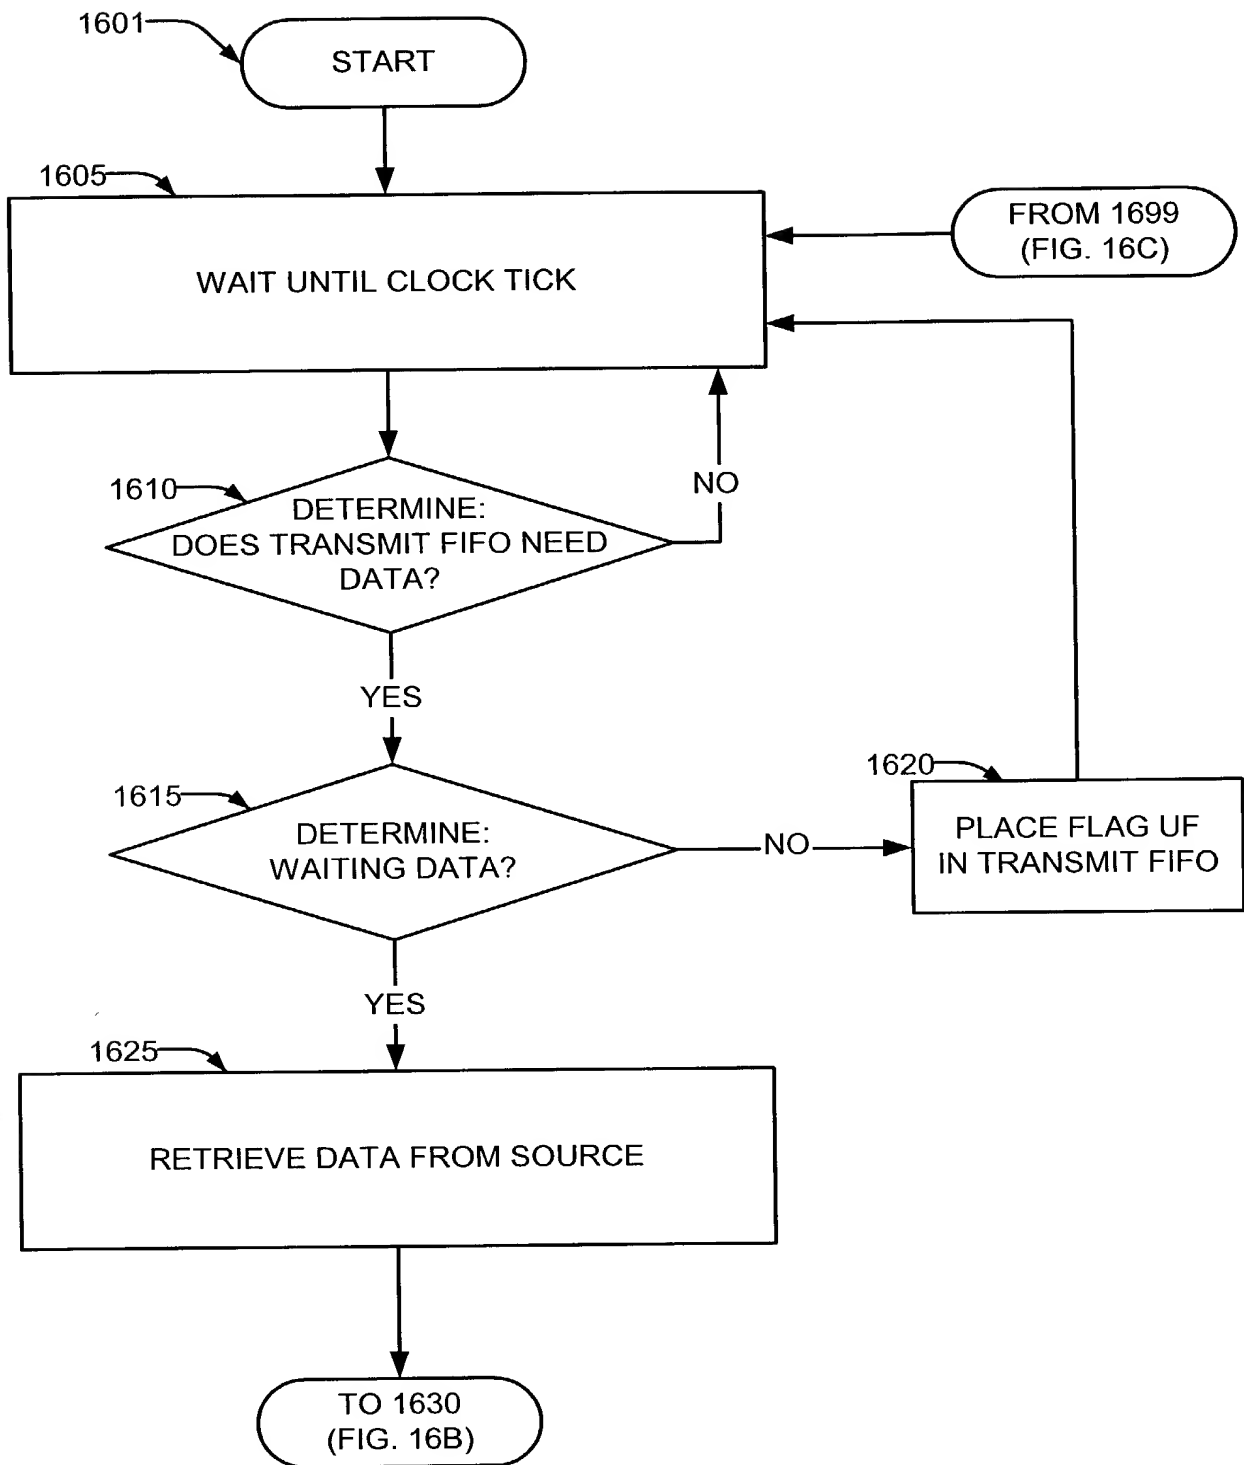 1601
START
1605
WAIT UNTIL CLOCK TICK
FROM 1699
(FIG. 16C)
1610
DETERMINE:
DOES TRANSMIT FIFO NEED
DATA?
NO
YES
1615
DETERMINE:
WAITING DATA?
NO
1620
PLACE FLAG UF
IN TRANSMIT FIFO
YES
1625
RETRIEVE DATA FROM SOURCE
TO 1630
(FIG. 16B)